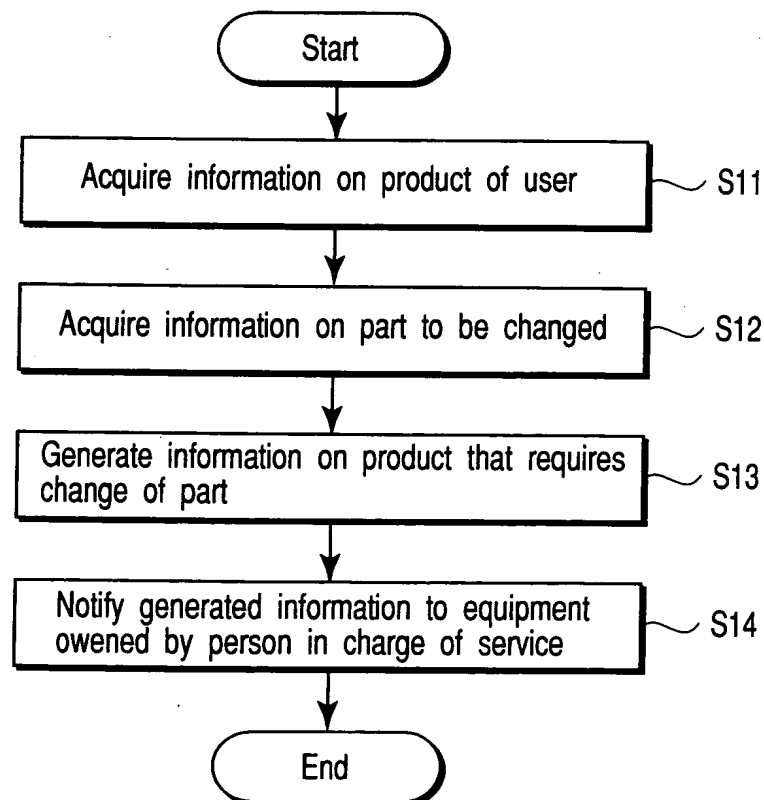 Start
Acquire information on product of user
S11
Acquire information on part to be changed
S12
Generate information on product that requires
change of part
S13
Notify generated information to equipment
owened by person in charge of service
S14
End